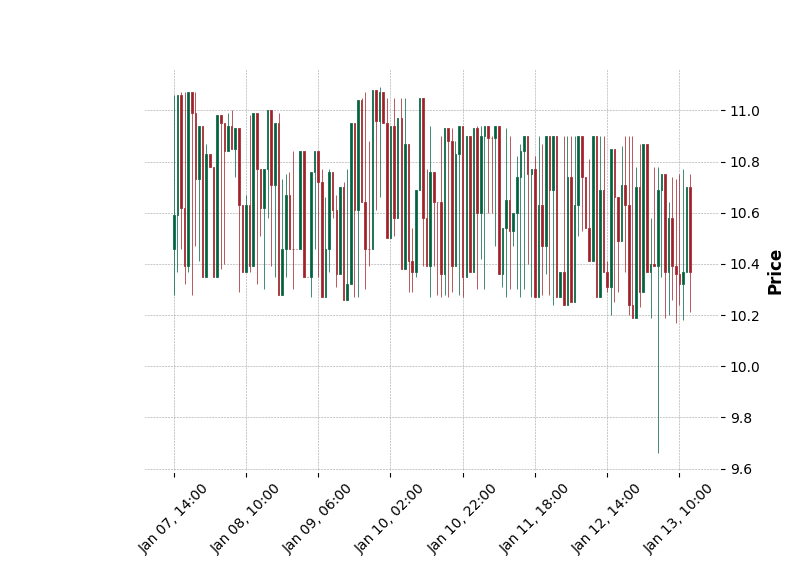 11.0
10.8
10.6
10.4
10.2
10.0
9.8
9.6
Price
Jan 07, 14:00
Jan 08, 10:00
Jan 09, 06:00
Jan 10, 02:00
Jan 10, 22:00
Jan 11, 18:00
Jan 12, 14:00
Jan 13, 10:00